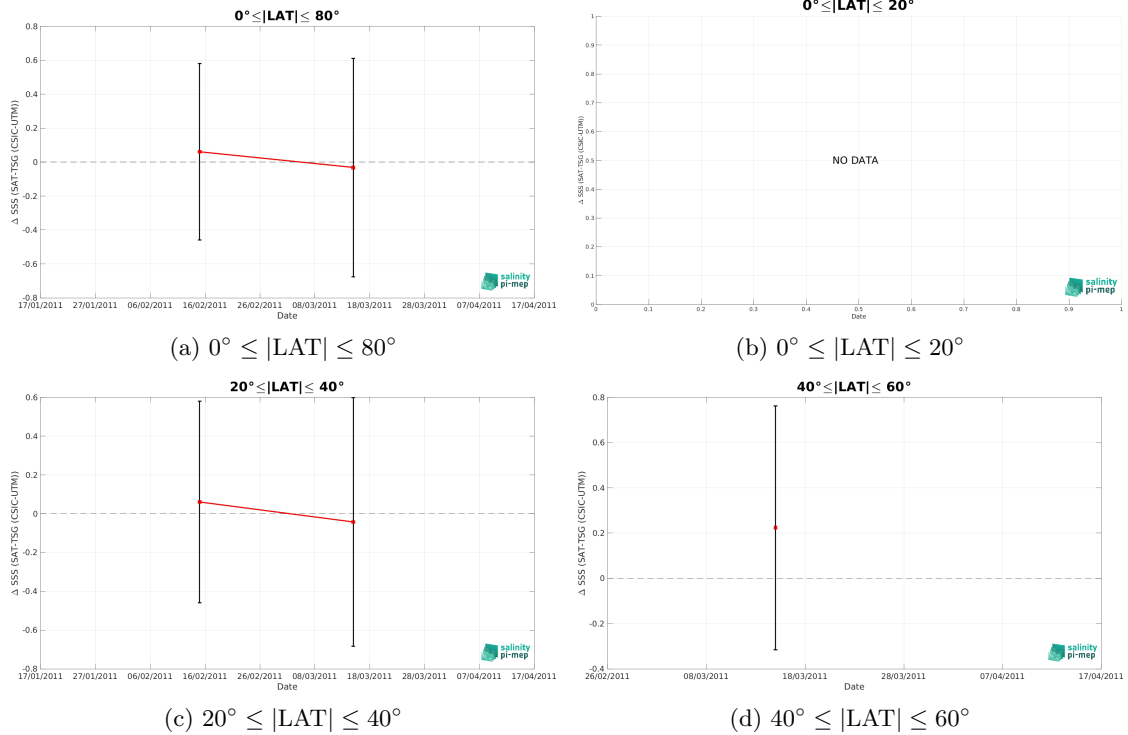 0°≤|LAT|≤ 80°
Δ SSS (SAT-TSG (CSIC-UTM))
0.8
0.6
0.4
0.2
0
-0.2
-0.4
-0.6
-0.8
17/01/2011 27/01/2011 06/02/2011 16/02/2011 26/02/2011 08/03/2011 18/03/2011 28/03/2011 07/04/2011 17/04/2011
Date
salinity
pi-mep
(a) 0° ≤ |LAT| ≤ 80°
0°≤|LAT|≤ 20°
Δ SSS (SAT-TSG (CSIC-UTM))
1
0.9
0.8
0.7
0.6
0.5
0.4
0.3
0.2
0.1
0
NO DATA
0 0.1 0.2 0.3 0.4 0.5 0.6 0.7 0.8 0.9 1
Date
salinity
pi-mep
(b) 0° ≤ |LAT| ≤ 20°
20°≤|LAT|≤ 40°
Δ SSS (SAT-TSG (CSIC-UTM))
0.6
0.4
0.2
0
-0.2
-0.4
-0.6
-0.8
17/01/2011 27/01/2011 06/02/2011 16/02/2011 26/02/2011 08/03/2011 18/03/2011 28/03/2011 07/04/2011 17/04/2011
Date
salinity
pi-mep
(c) 20° ≤ |LAT| ≤ 40°
40°≤|LAT|≤ 60°
Δ SSS (SAT-TSG (CSIC-UTM))
0.8
0.6
0.4
0.2
0
-0.2
-0.4
26/02/2011 08/03/2011 18/03/2011 28/03/2011 07/04/2011 17/04/2011
Date
salinity
pi-mep
(d) 40° ≤ |LAT| ≤ 60°